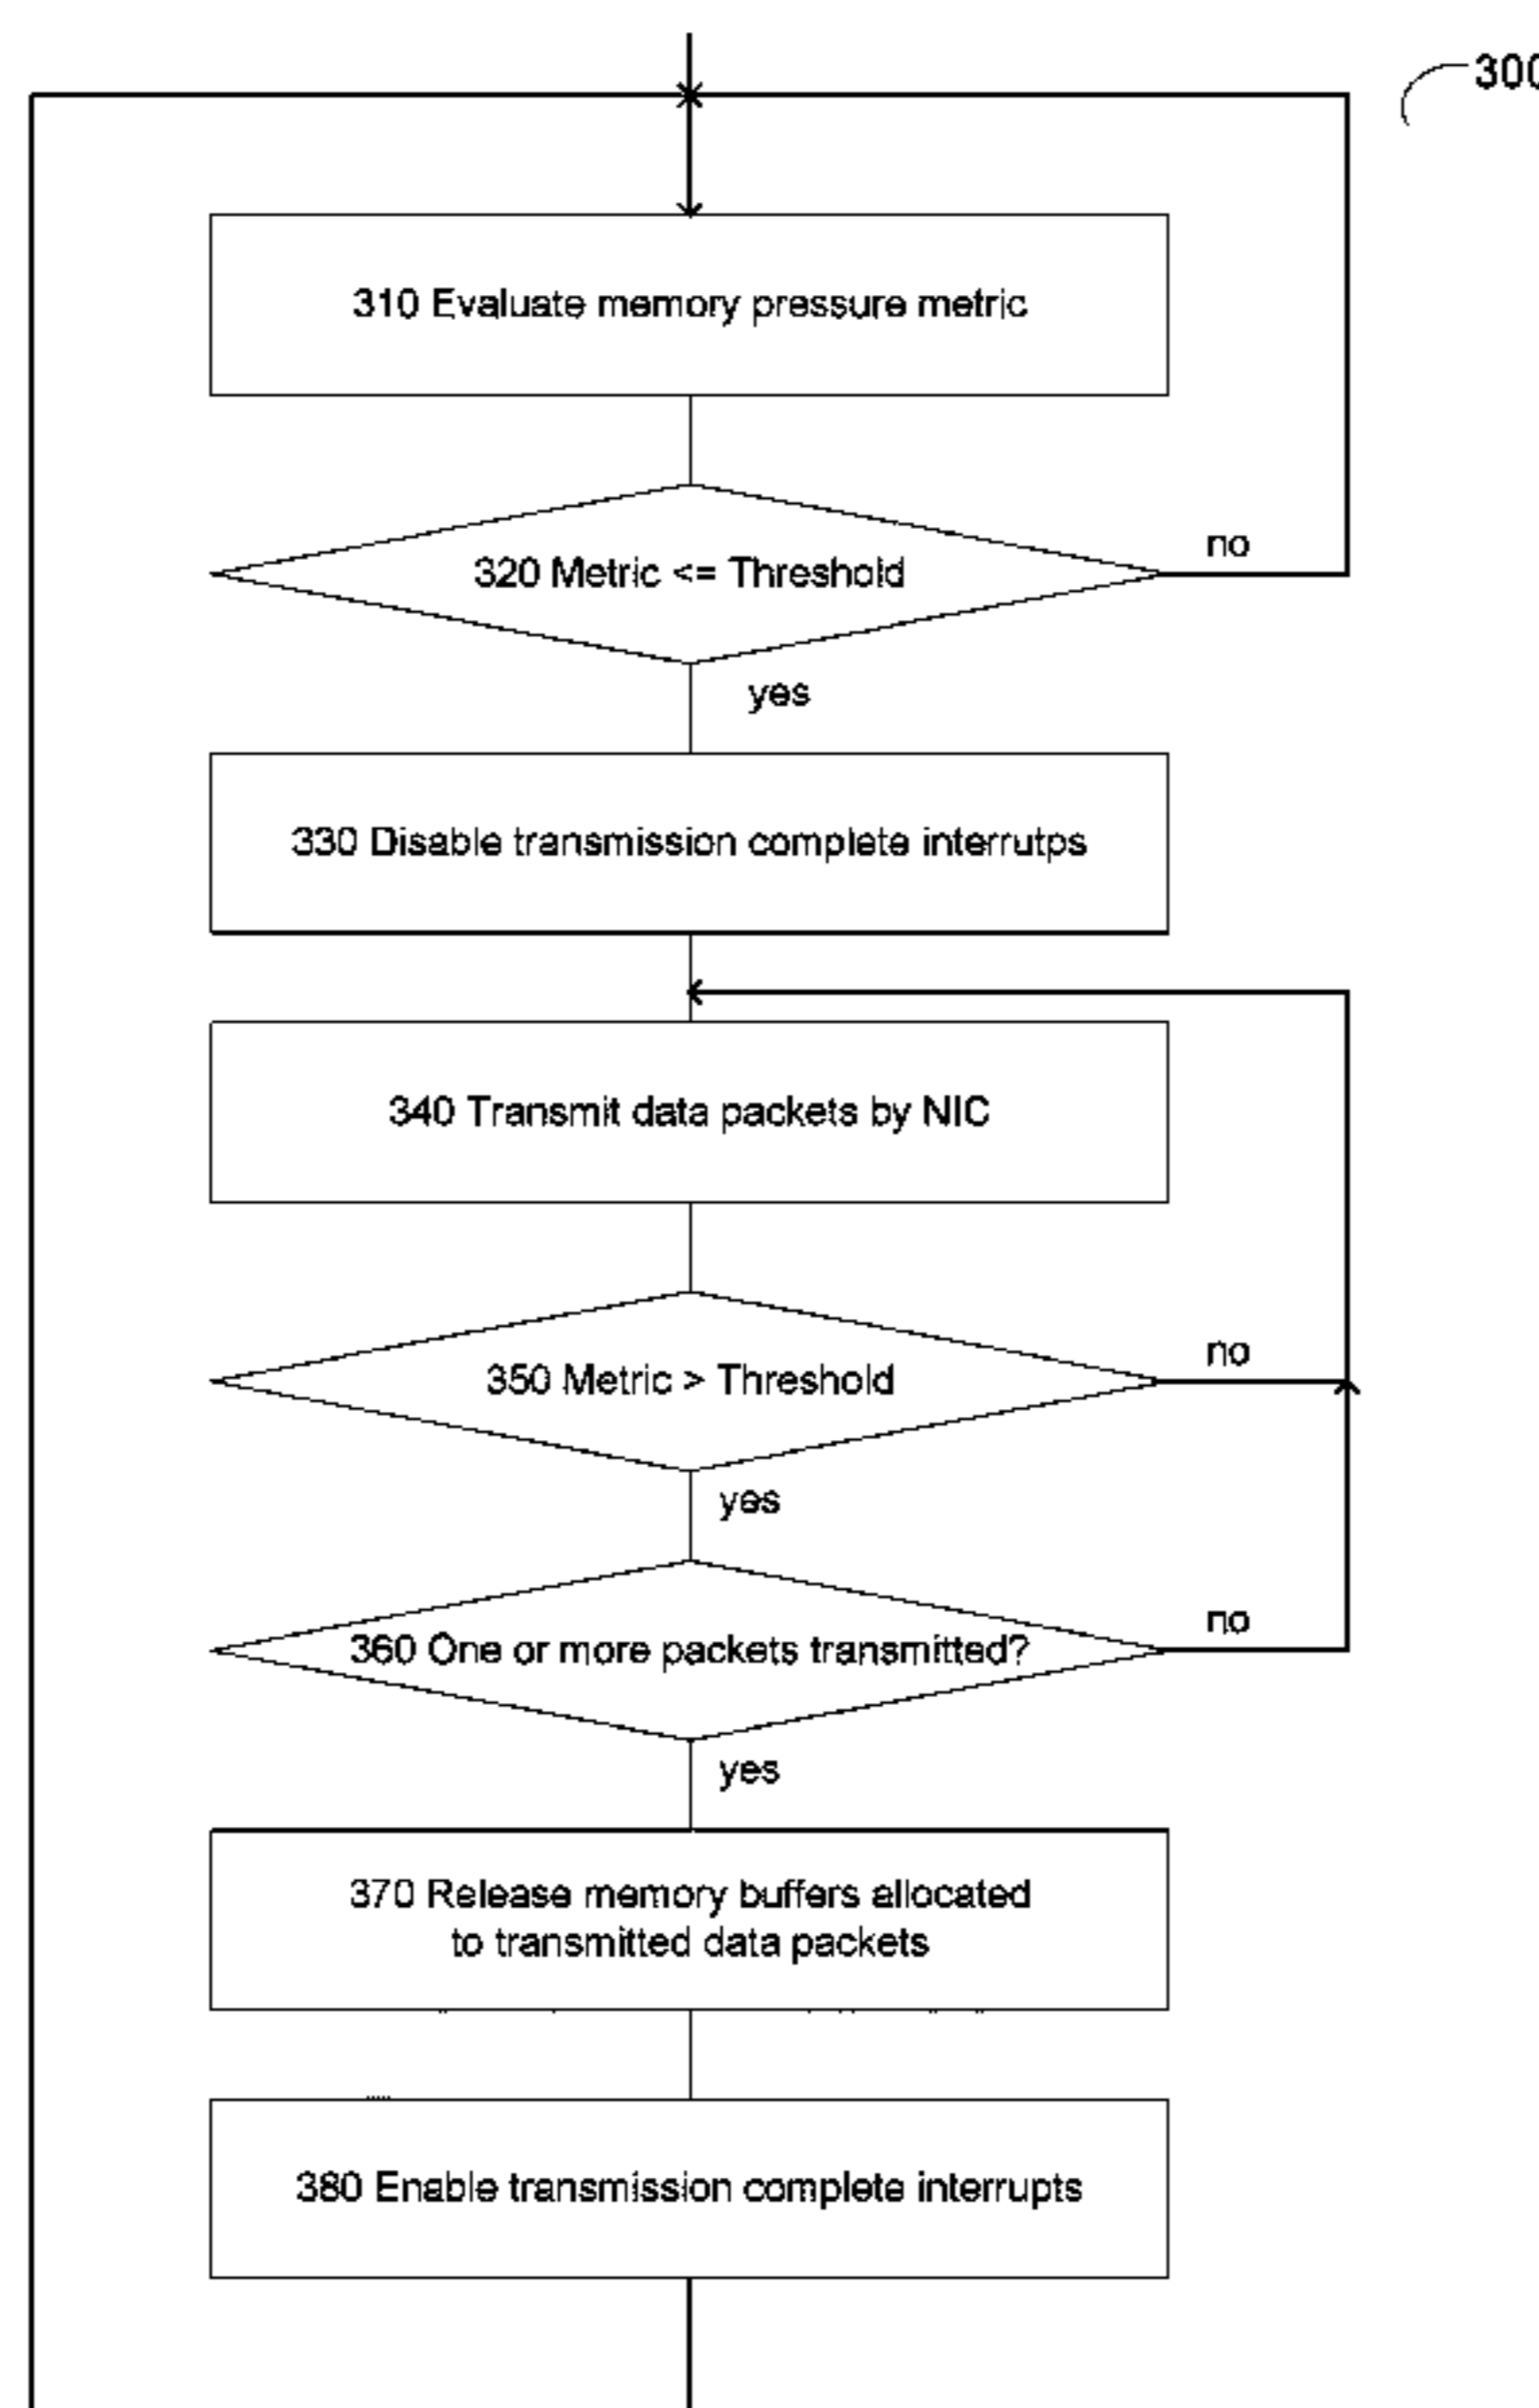 300
310 Evaluate memory pressure metric
320 Metric <= Threshold
no
yes
330 Disable transmission complete interrutps
340 Transmit data packets by NIC
350 Metric > Threshold
no
yes
360 One or more packets transmitted?
no
yes
370 Release memory buffers allocated
to transmitted data packets
380 Enable transmission complete interrupts